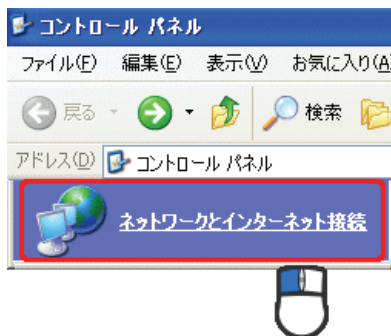 コントロール パネル
ファイル(F) 編集(E) 表示(V) お気に入り(A
戻る 検索
アドレス(D) コントロール パネル
ネットワークとインターネット接続